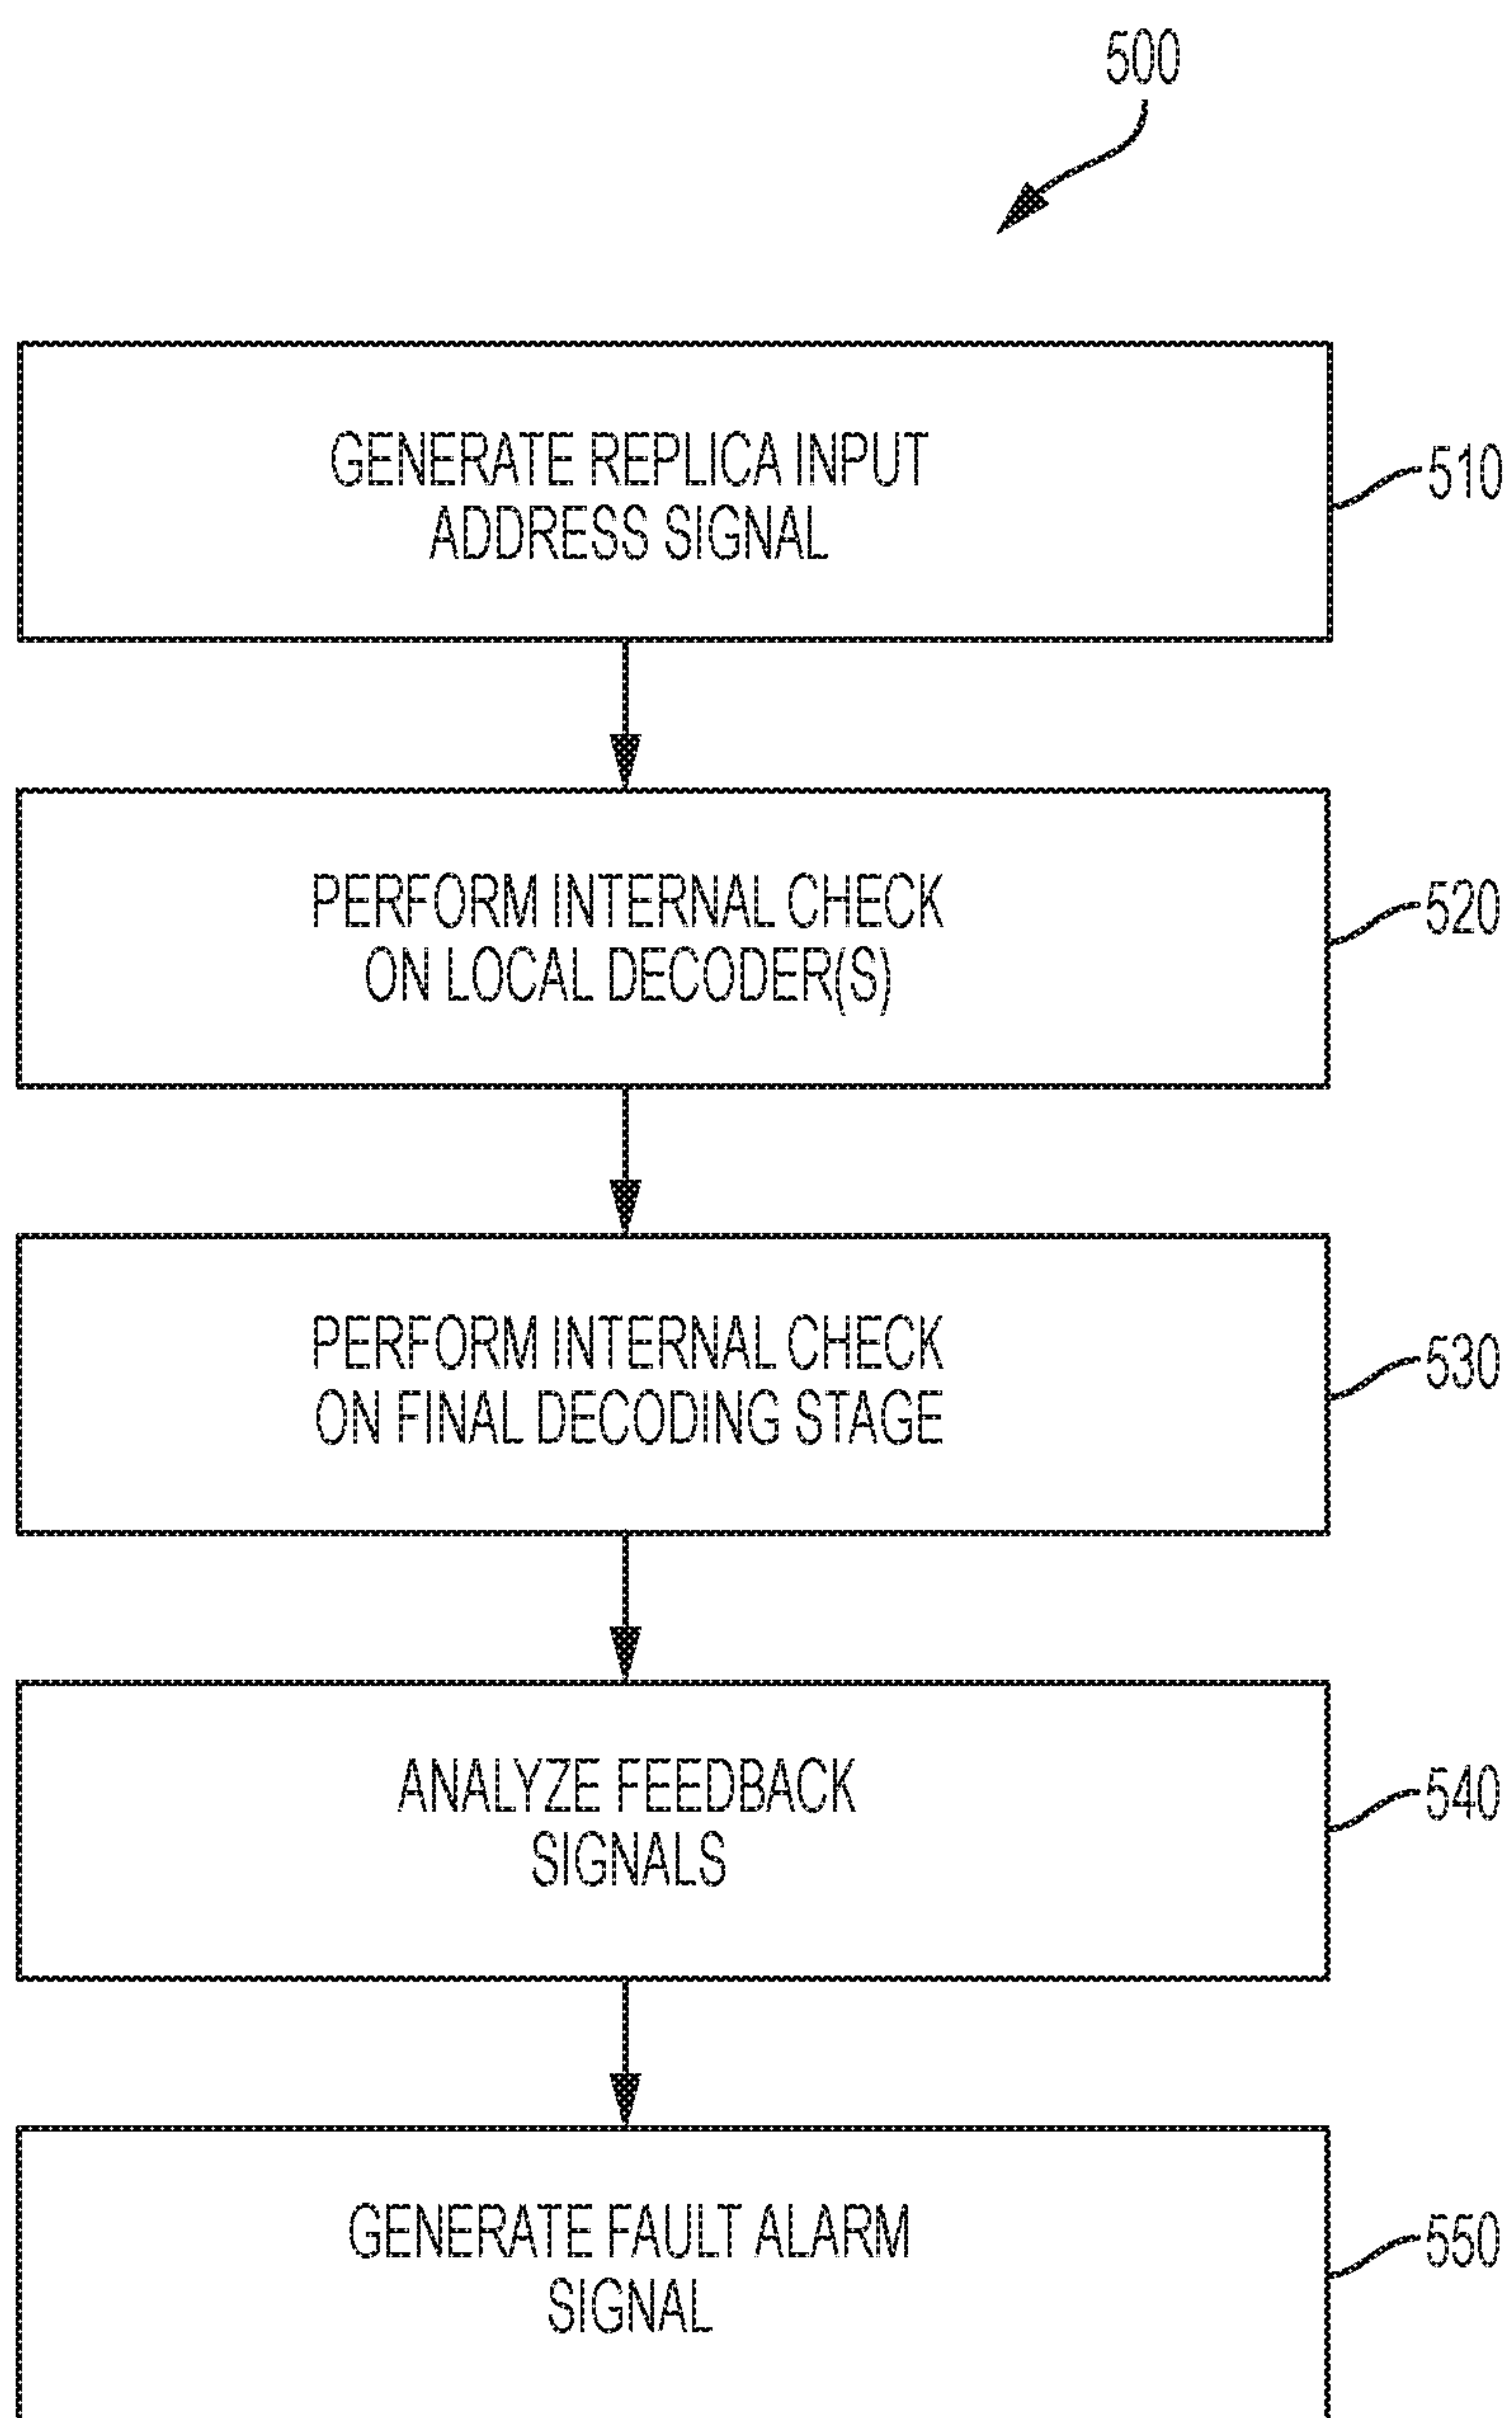 500
GENERATE REPLICA INPUT
ADDRESS SIGNAL
510
PERFORM INTERNAL CHECK
ON LOCAL DECODER(S)
520
PERFORM INTERNAL CHECK
ON FINAL DECODING STAGE
530
ANALYZE FEEDBACK
SIGNALS
540
GENERATE FAULT ALARM
SIGNAL
550